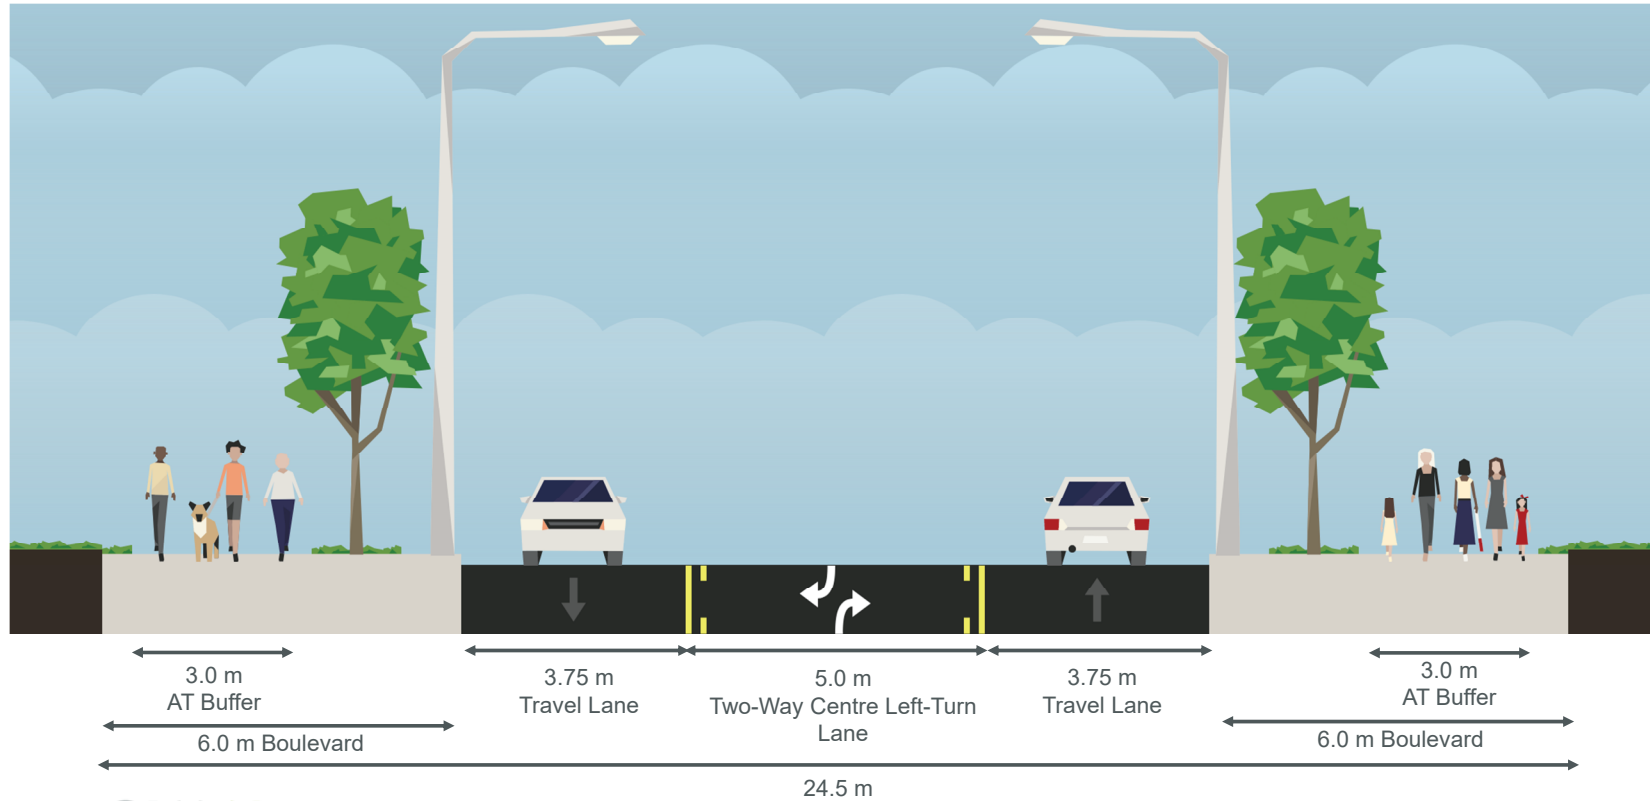 3.0 m
AT Buffer
3.75 m
Travel Lane
5.0 m
Two-Way Centre Left-Turn
Lane
3.75 m
Travel Lane
3.0 m
AT Buffer
6.0 m Boulevard
6.0 m Boulevard
24.5 m